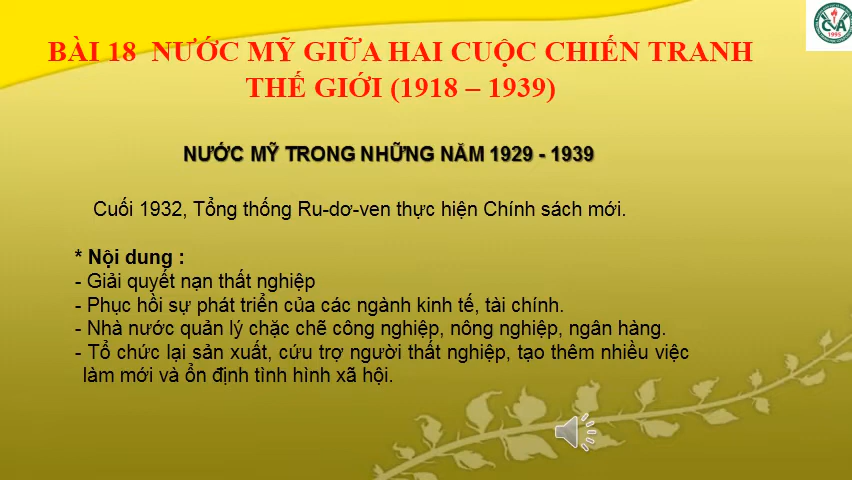 BÀI 18 NƯỚC MỸ GIỮA HAI CUỘC CHIẾN TRANH
THẾ GIỚI (1918 – 1939)
NƯỚC MỸ TRONG NHỮNG NĂM 1929 - 1939
Cuối 1932, Tổng thống Ru-dơ-ven thực hiện Chính sách mới.
* Nội dung :
- Giải quyết nạn thất nghiệp
- Phục hồi sự phát triển của các ngành kinh tế, tài chính.
- Nhà nước quản lý chặc chẽ công nghiệp, nông nghiệp, ngân hàng.
- Tổ chức lại sản xuất, cứu trợ người thất nghiệp, tạo thêm nhiều việc
làm mới và ổn định tình hình xã hội.